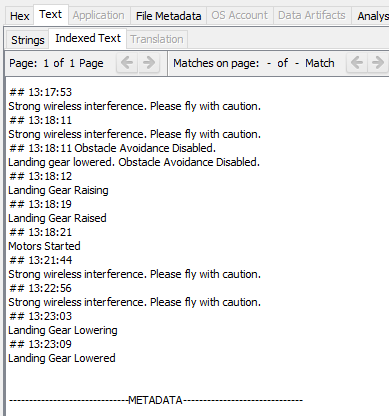 Hex Text Application File Metadata OS Account Data Artifacts Analys
Strings Indexed Text Translation
Page: 1 of 1 Page Matches on page: - of - Match
## 13:17:53
Strong wireless interference. Please fly with caution.
## 13:18:11
Strong wireless interference. Please fly with caution.
## 13:18:11 Obstacle Avoidance Disabled.
Landing gear lowered. Obstacle Avoidance Disabled.
## 13:18:12
Landing Gear Raising
## 13:18:19
Landing Gear Raised
## 13:18:21
Motors Started
## 13:21:44
Strong wireless interference. Please fly with caution.
## 13:22:56
Strong wireless interference. Please fly with caution.
## 13:23:03
Landing Gear Lowering
## 13:23:09
Landing Gear Lowered
------------------------------METADATA------------------------------